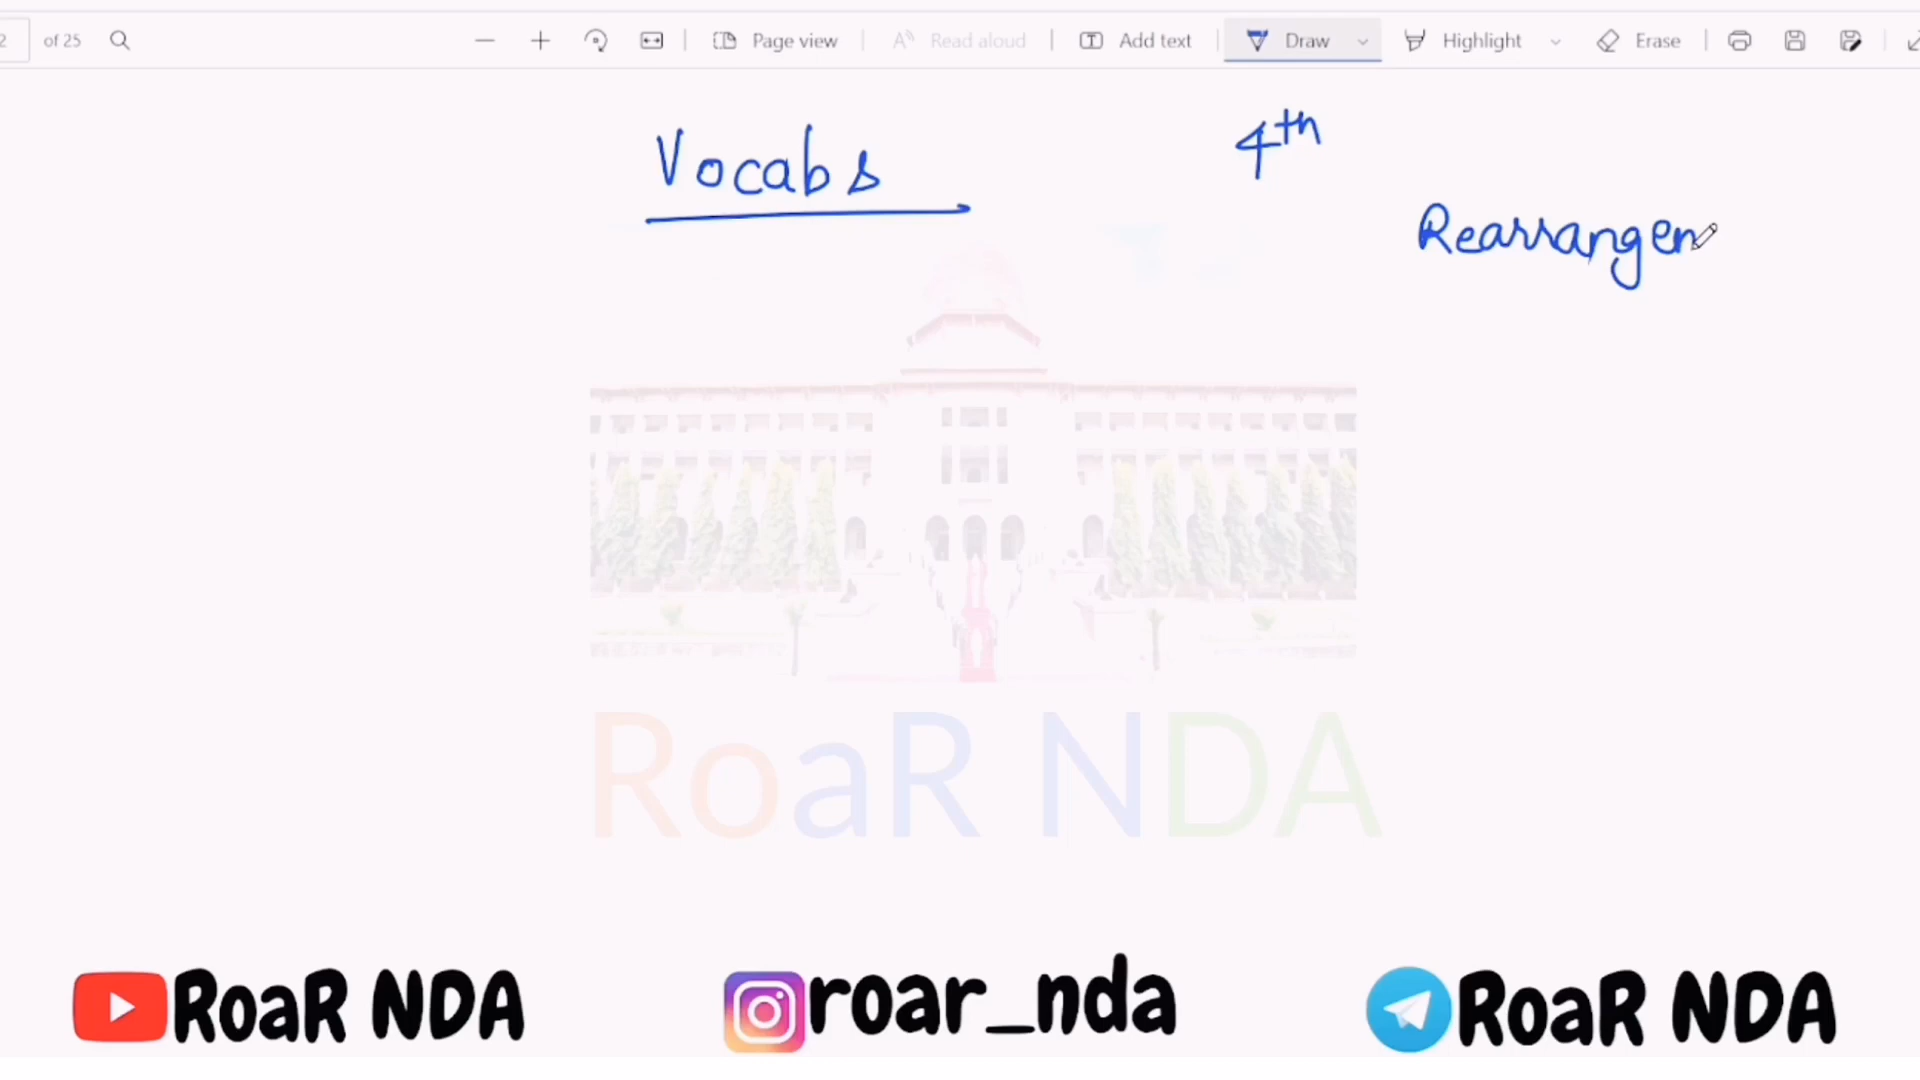 2 of 25 Page view Read aloud Add text Draw Highlight Erase
Vocabs 4th
Rearrangem
RoaR NDA
RoaR NDA roar_nda RoaR NDA